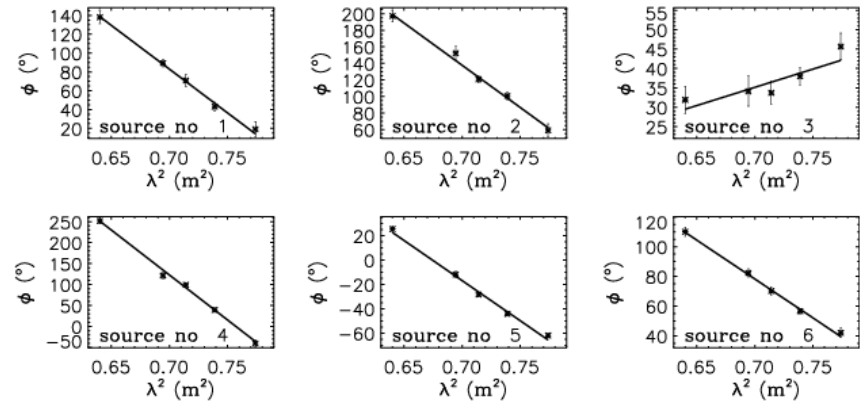 140
120
100
80
60
40
20
φ (°)
source no 1
0.65 0.70 0.75
λ² (m²)
200
180
160
140
120
100
80
60
φ (°)
source no 2
0.65 0.70 0.75
λ² (m²)
55
50
45
40
35
30
25
φ (°)
source no 3
0.65 0.70 0.75
λ² (m²)
250
200
150
100
50
0
−50
φ (°)
source no 4
0.65 0.70 0.75
λ² (m²)
20
0
−20
−40
−60
φ (°)
source no 5
0.65 0.70 0.75
λ² (m²)
120
100
80
60
40
φ (°)
source no 6
0.65 0.70 0.75
λ² (m²)